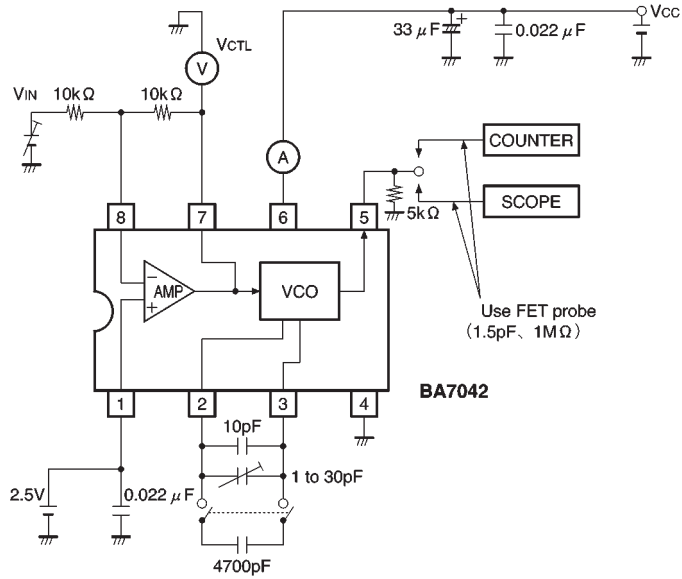 VCC
33 μF
+
0.022 μF
VCTL
V
VIN
10kΩ
10kΩ
COUNTER
A
SCOPE
5kΩ
8
7
6
5
−
AMP
+
VCO
Use FET probe
(1.5pF、1MΩ)
BA7042
1
2
3
4
10pF
1 to 30pF
2.5V
0.022 μF
4700pF